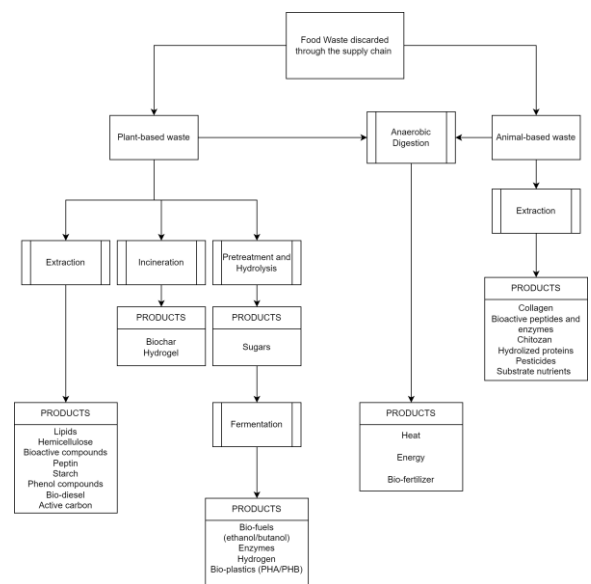 Food Waste discarded
through the supply chain
Plant-based waste
Anaerobic
Digestion
Animal-based waste
Extraction
Incineration
Pretreatment and
Hydrolysis
Extraction
PRODUCTS
Biochar
Hydrogel
PRODUCTS
Sugars
PRODUCTS
Collagen
Bioactive peptides and
enzymes
Chitozan
Hydrolized proteins
Pesticides
Substrate nutrients
PRODUCTS
Lipids
Hemicellulose
Bioactive compounds
Peptin
Starch
Phenol compounds
Bio-diesel
Active carbon
Fermentation
PRODUCTS
Heat
Energy
Bio-fertilizer
PRODUCTS
Bio-fuels
(ethanol/butanol)
Enzymes
Hydrogen
Bio-plastics (PHA/PHB)